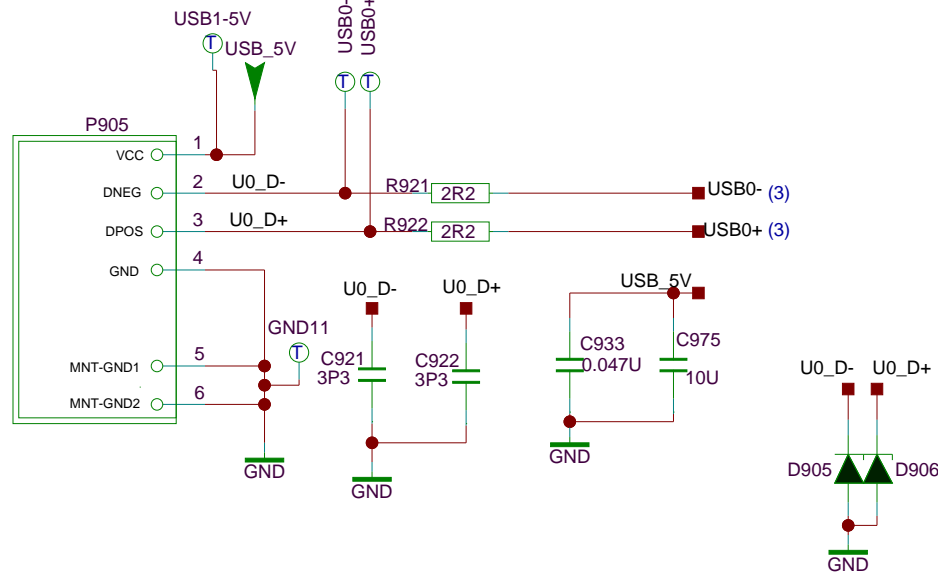 USB1-5V
USB0-
USB0+
T
USB_5V
T
T
P905
VCC
1
DNEG
2
U0_D-
R921
2R2
USB0- (3)
DPOS
3
U0_D+
R922
2R2
USB0+ (3)
GND
4
U0_D-
U0_D+
USB_5V
GND11
T
C921
3P3
C922
3P3
C933
0.047U
C975
10U
MNT-GND1
5
MNT-GND2
6
U0_D-
U0_D+
GND
GND
GND
D905
D906
GND